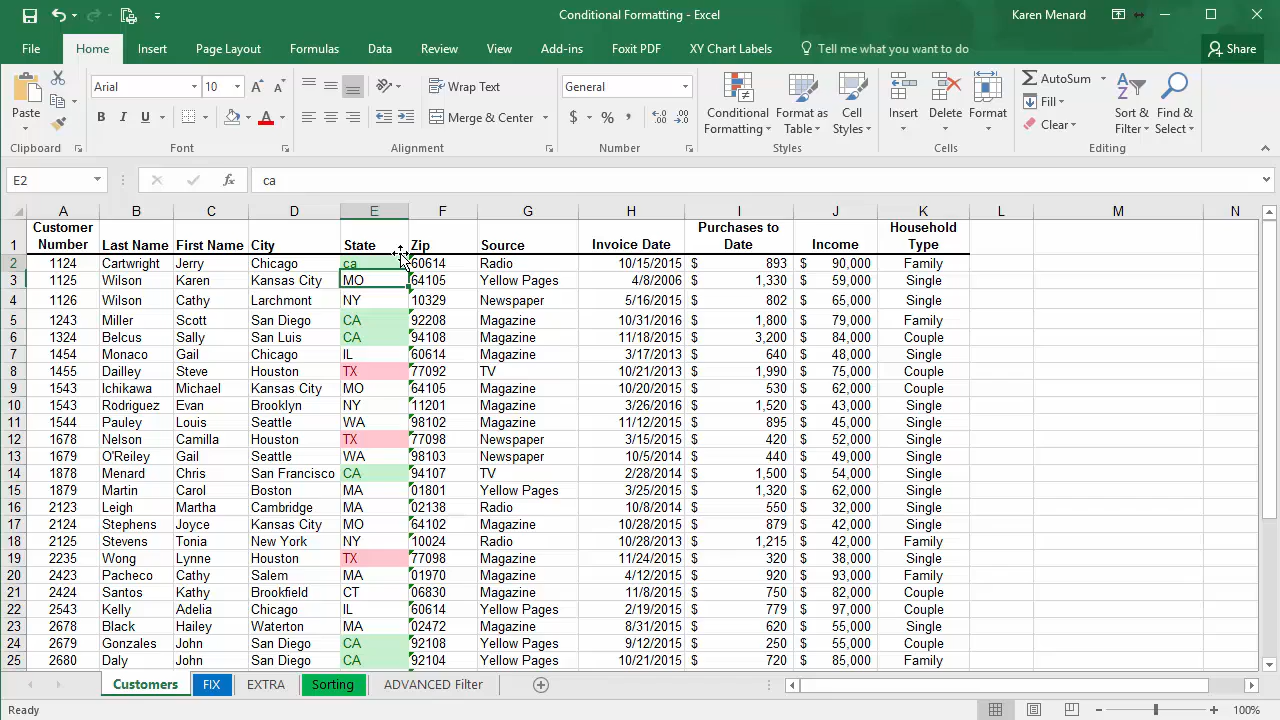 Conditional Formatting - Excel
Karen Menard
File Home Insert Page Layout Formulas Data Review View Add-ins Foxit PDF XY Chart Labels Tell me what you want to do Share
Paste
Clipboard
Arial 10
B I U
Font
Wrap Text
Merge & Center
Alignment
General
$ % ,
Number
Conditional Formatting
Format as Table
Cell Styles
Styles
Insert Delete Format
Cells
AutoSum
Fill
Clear
Sort & Filter
Find & Select
Editing
E2 fx ca
A B C D E F G H I J K L M N
1 Customer Number Last Name First Name City State Zip Source Invoice Date Purchases to Date Income Household Type
2 1124 Cartwright Jerry Chicago ca 60614 Radio 10/15/2015 $ 893 $ 90,000 Family
3 1125 Wilson Karen Kansas City MO 64105 Yellow Pages 4/8/2006 $ 1,330 $ 59,000 Single
4 1126 Wilson Cathy Larchmont NY 10329 Newspaper 5/16/2015 $ 802 $ 65,000 Single
5 1243 Miller Scott San Diego CA 92208 Magazine 10/31/2016 $ 1,800 $ 79,000 Family
6 1324 Belcus Sally San Luis CA 94108 Magazine 11/18/2015 $ 3,200 $ 84,000 Couple
7 1454 Monaco Gail Chicago IL 60614 Magazine 3/17/2013 $ 640 $ 48,000 Single
8 1455 Dailley Steve Houston TX 77092 TV 10/21/2013 $ 1,990 $ 75,000 Couple
9 1543 Ichikawa Michael Kansas City MO 64105 Magazine 10/20/2015 $ 530 $ 62,000 Couple
10 1543 Rodriguez Evan Brooklyn NY 11201 Magazine 3/26/2016 $ 1,520 $ 43,000 Single
11 1544 Pauley Louis Seattle WA 98102 Magazine 11/12/2015 $ 895 $ 45,000 Single
12 1678 Nelson Camilla Houston TX 77098 Newspaper 3/15/2015 $ 420 $ 52,000 Single
13 1679 O'Reiley Gail Seattle WA 98103 Newspaper 10/5/2014 $ 440 $ 49,000 Single
14 1878 Menard Chris San Francisco CA 94107 TV 2/28/2014 $ 1,500 $ 54,000 Single
15 1879 Martin Carol Boston MA 01801 Yellow Pages 3/25/2015 $ 1,320 $ 62,000 Single
16 2123 Leigh Martha Cambridge MA 02138 Radio 10/8/2014 $ 550 $ 32,000 Single
17 2124 Stephens Joyce Kansas City MO 64102 Magazine 10/28/2015 $ 879 $ 42,000 Single
18 2125 Stevens Tonia New York NY 10024 Radio 10/28/2013 $ 1,215 $ 42,000 Family
19 2235 Wong Lynne Houston TX 77098 Magazine 11/24/2015 $ 320 $ 38,000 Single
20 2423 Pacheco Cathy Salem MA 01970 Magazine 4/12/2015 $ 920 $ 93,000 Family
21 2424 Santos Kathy Brookfield CT 06830 Magazine 11/8/2015 $ 750 $ 82,000 Couple
22 2543 Kelly Adelia Chicago IL 60614 Yellow Pages 2/19/2015 $ 779 $ 97,000 Couple
23 2678 Black Hailey Waterton MA 02472 Magazine 8/31/2015 $ 620 $ 55,000 Single
24 2679 Gonzales John San Diego CA 92108 Yellow Pages 9/12/2015 $ 250 $ 55,000 Couple
25 2680 Daly John San Diego CA 92104 Yellow Pages 10/21/2015 $ 720 $ 85,000 Family
Customers FIX EXTRA Sorting ADVANCED Filter
Ready 100%